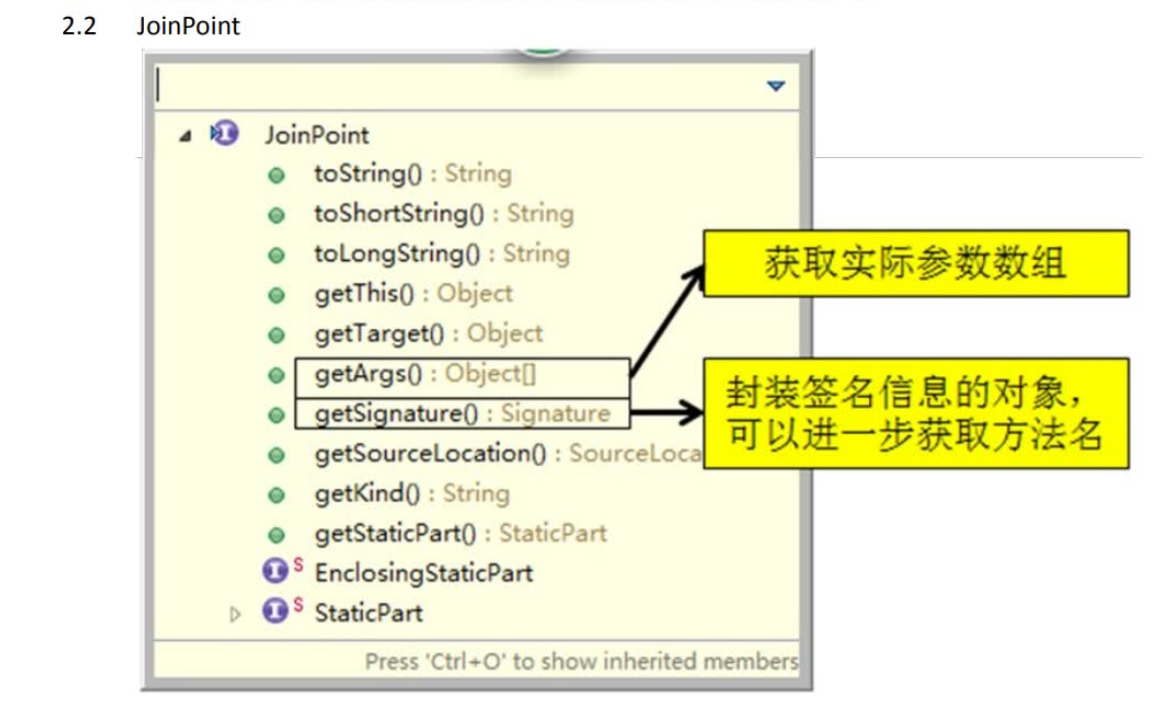 2.2 JoinPoint
JoinPoint
toString() : String
toShortString() : String
toLongString() : String
getThis() : Object
getTarget() : Object
getArgs() : Object[]
getSignature() : Signature
getSourceLocation() : SourceLoca
getKind() : String
getStaticPart() : StaticPart
S EnclosingStaticPart
S StaticPart
Press 'Ctrl+O' to show inherited members
获取实际参数数组
封装签名信息的对象，
可以进一步获取方法名